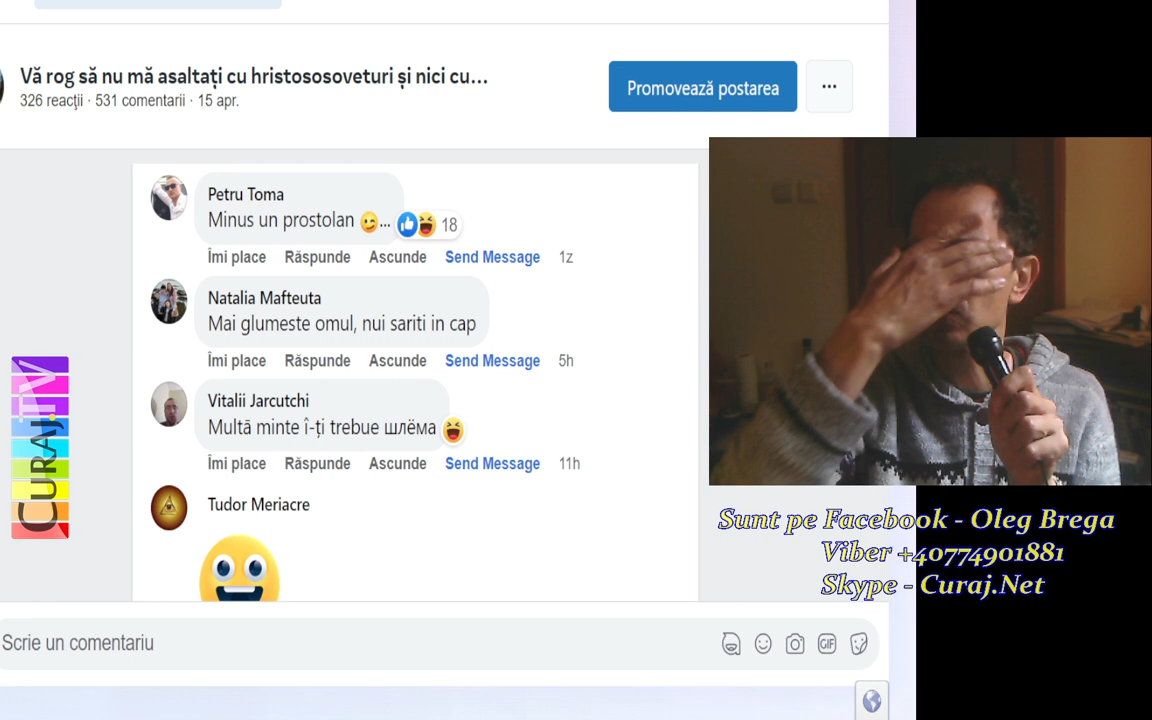 Vă rog să nu mă asaltați cu hristososoveturi și nici cu...
326 reacții · 531 comentarii · 15 apr.
Promovează postarea
Petru Toma
Minus un prostolan 😉... 18
Îmi place Răspunde Ascunde Send Message 1z
Natalia Mafteuta
Mai glumeste omul, nui sariti in cap
Îmi place Răspunde Ascunde Send Message 5h
Vitalii Jarcutchi
Multă minte î-ți trebue шлёма
Îmi place Răspunde Ascunde Send Message 11h
Tudor Meriacre
CURAJ.TV
Sunt pe Facebook - Oleg Brega
Viber +40774901881
Skype - Curaj.Net
Scrie un comentariu
GIF